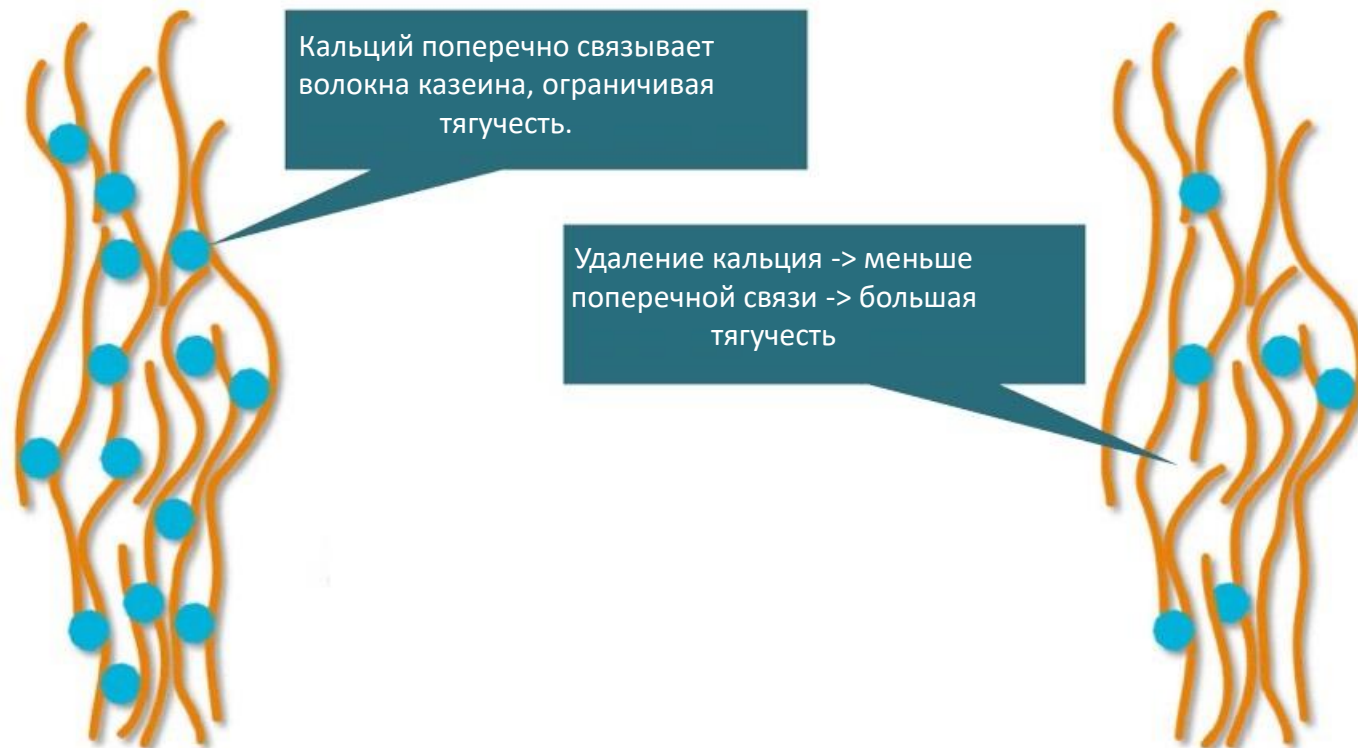 Кальций поперечно связывает
волокна казеина, ограничивая
тягучесть.
Удаление кальция -> меньше
поперечной связи -> большая
тягучесть